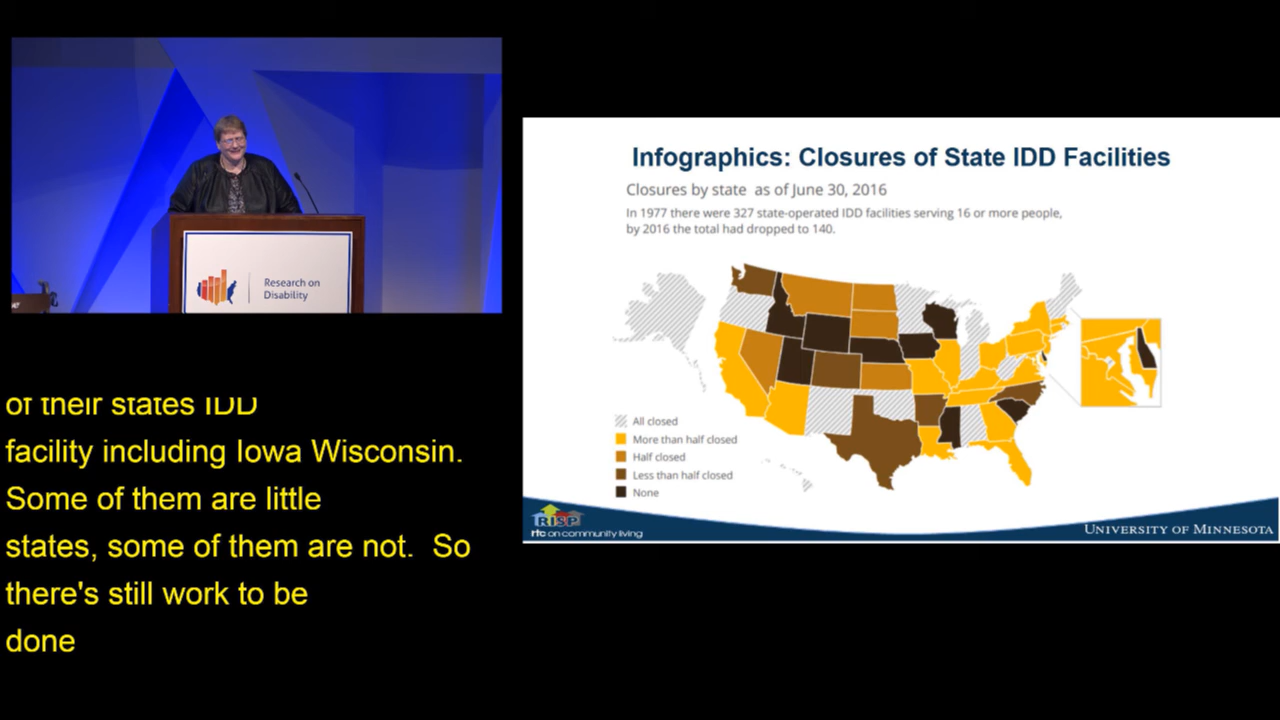 Research on
Disability
of their states IDD
facility including Iowa Wisconsin.
Some of them are little
states, some of them are not.  So
there's still work to be
done
Infographics: Closures of State IDD Facilities
Closures by state as of June 30, 2016
In 1977 there were 327 state-operated IDD facilities serving 16 or more people,
by 2016 the total had dropped to 140.
All closed
More than half closed
Half closed
Less than half closed
None
RISP
rtc on community living
UNIVERSITY OF MINNESOTA